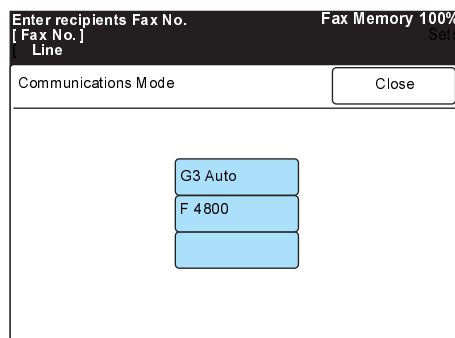 Enter recipients Fax No. Fax Memory 100%
[ Fax No. ] Set
[ Line
Communications Mode Close
G3 Auto
F 4800